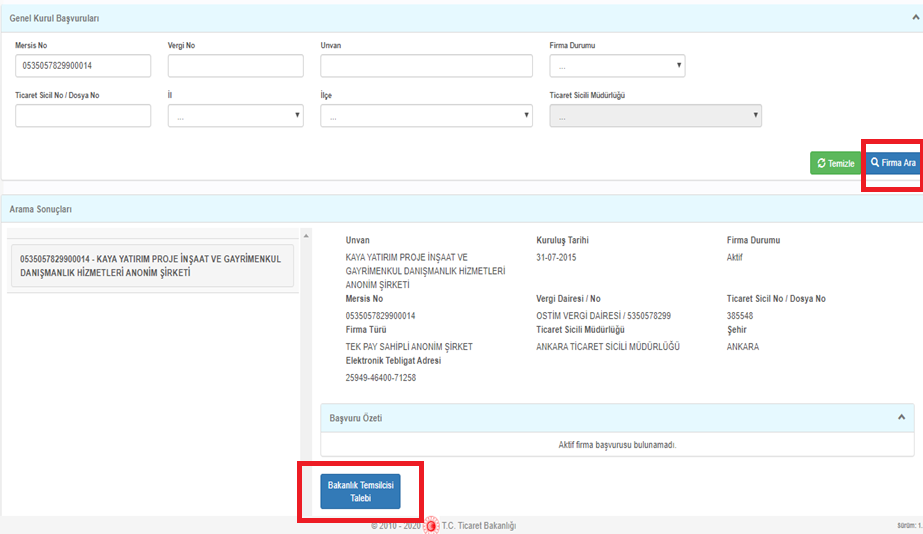 Genel Kurul Başvuruları
Mersis No
Vergi No
Unvan
Firma Durumu
0535057829900014
...
Ticaret Sicil No / Dosya No
İl
İlçe
Ticaret Sicili Müdürlüğü
...
...
...
Temizle
Firma Ara
Arama Sonuçları
0535057829900014 - KAYA YATIRIM PROJE İNŞAAT VE GAYRİMENKUL
DANIŞMANLIK HİZMETLERİ ANONİM ŞİRKETİ
Unvan
Kuruluş Tarihi
Firma Durumu
KAYA YATIRIM PROJE İNŞAAT VE
GAYRİMENKUL DANIŞMANLIK HİZMETLERİ
ANONİM ŞİRKETİ
31-07-2015
Aktif
Mersis No
Vergi Dairesi / No
Ticaret Sicil No / Dosya No
0535057829900014
OSTİM VERGİ DAİRESİ / 5350578299
385548
Firma Türü
Ticaret Sicili Müdürlüğü
Şehir
TEK PAY SAHİPLİ ANONİM ŞİRKET
ANKARA TİCARET SİCİLİ MÜDÜRLÜĞÜ
ANKARA
Elektronik Tebligat Adresi
25949-46400-71258
Başvuru Özeti
Aktif firma başvurusu bulunamadı.
Bakanlık Temsilcisi
Talebi
© 2010 - 2020 T.C. Ticaret Bakanlığı
Sürüm: 1.